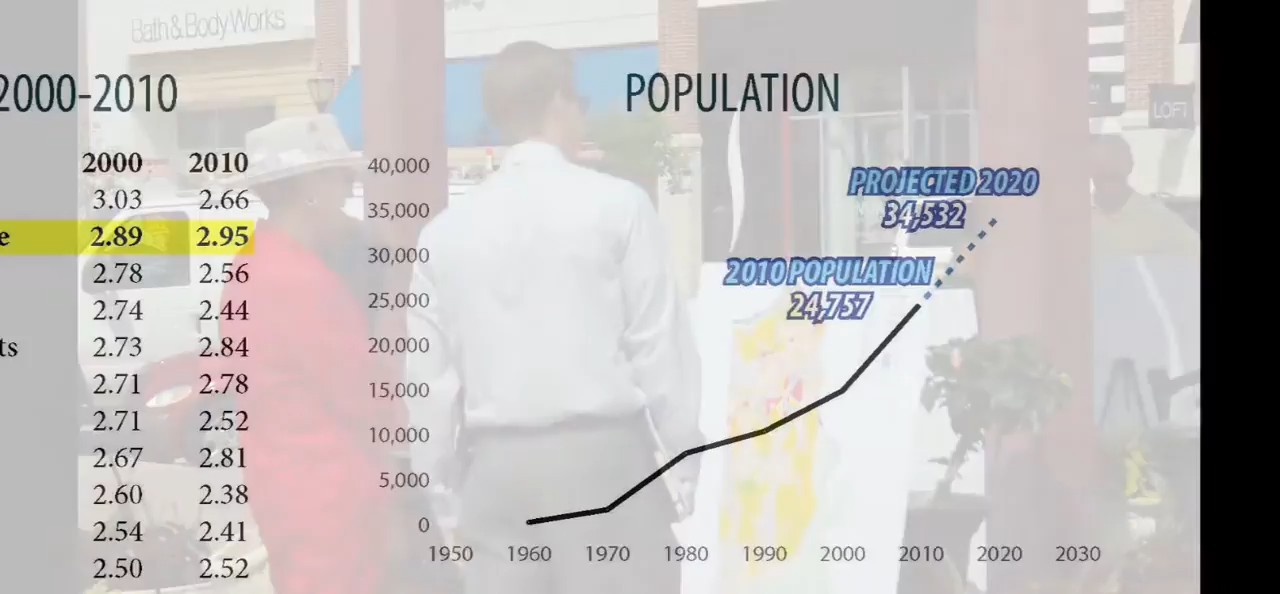 Bath & Body Works
2000-2010
2000 2010
3.03 2.66
e 2.89 2.95
2.78 2.56
2.74 2.44
ts 2.73 2.84
2.71 2.78
2.71 2.52
2.67 2.81
2.60 2.38
2.54 2.41
2.50 2.52
POPULATION
LOFT
40,000
35,000
30,000
25,000
20,000
15,000
10,000
5,000
0
PROJECTED 2020
34,532
2010 POPULATION
24,757
1950 1960 1970 1980 1990 2000 2010 2020 2030